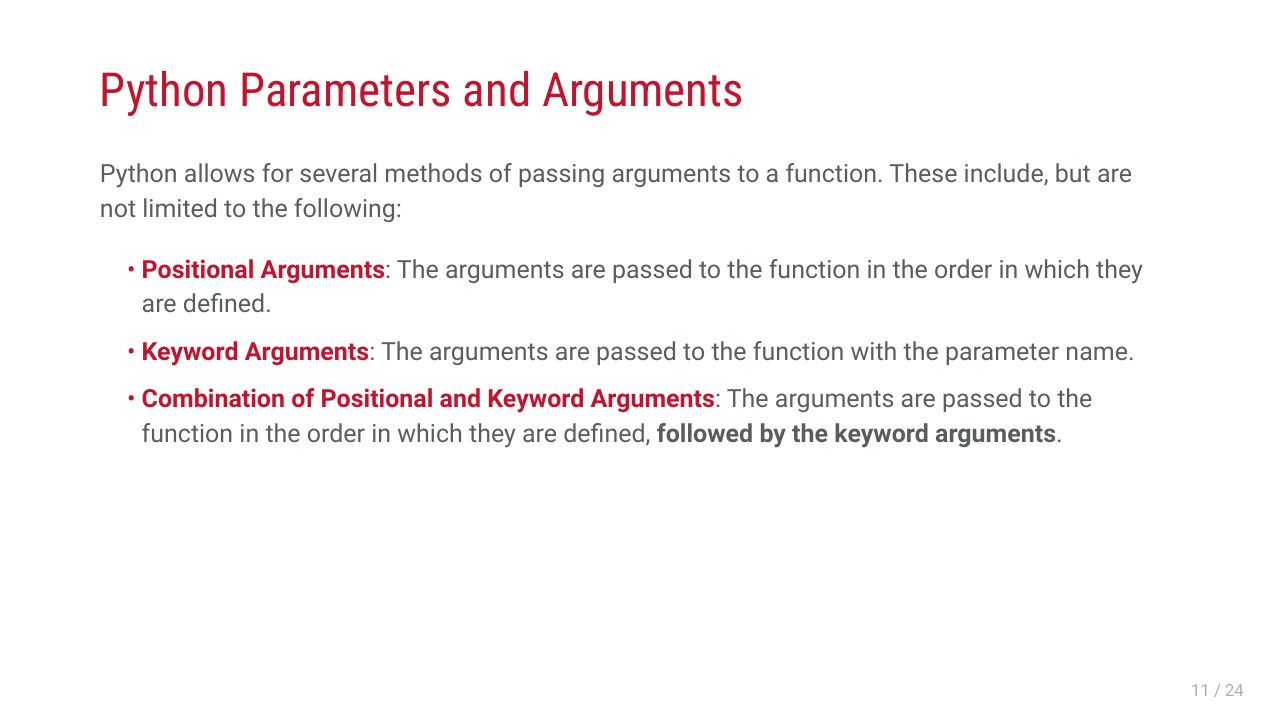 Python Parameters and Arguments
Python allows for several methods of passing arguments to a function. These include, but are
not limited to the following:
• Positional Arguments: The arguments are passed to the function in the order in which they
are defined.
• Keyword Arguments: The arguments are passed to the function with the parameter name.
• Combination of Positional and Keyword Arguments: The arguments are passed to the
function in the order in which they are defined, followed by the keyword arguments.
11 / 24